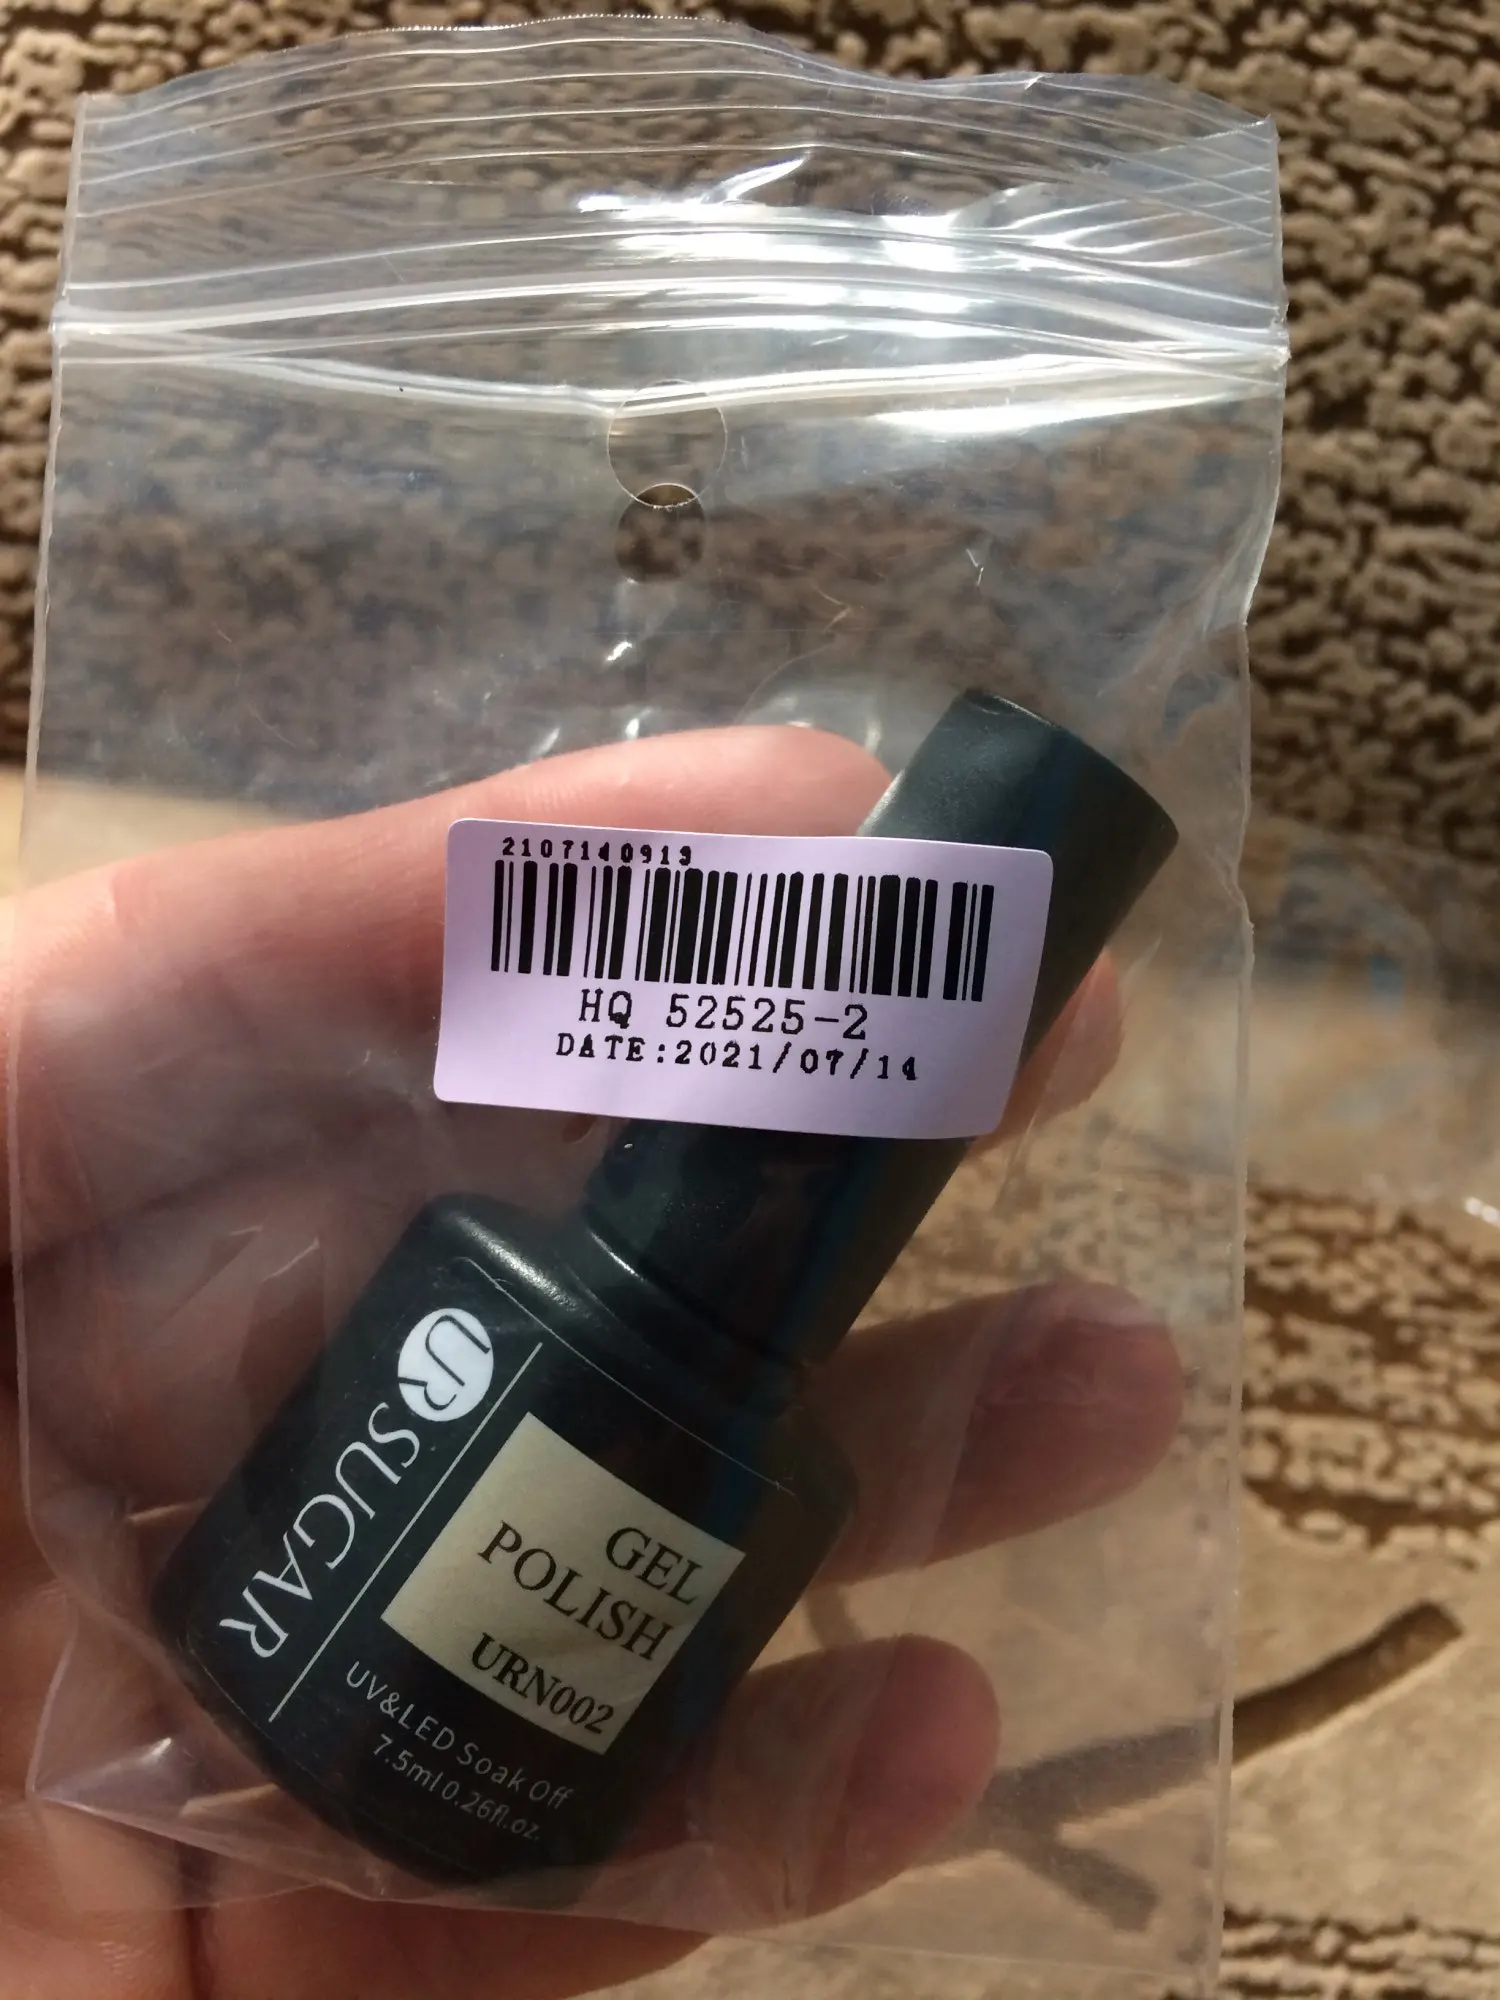 2107140913
HQ 52525-2
DATE:2021/07/14
UR SUGAR
GEL
POLISH
URN002
UV&LED Soak Off
7.5ml 0.26fl.oz.